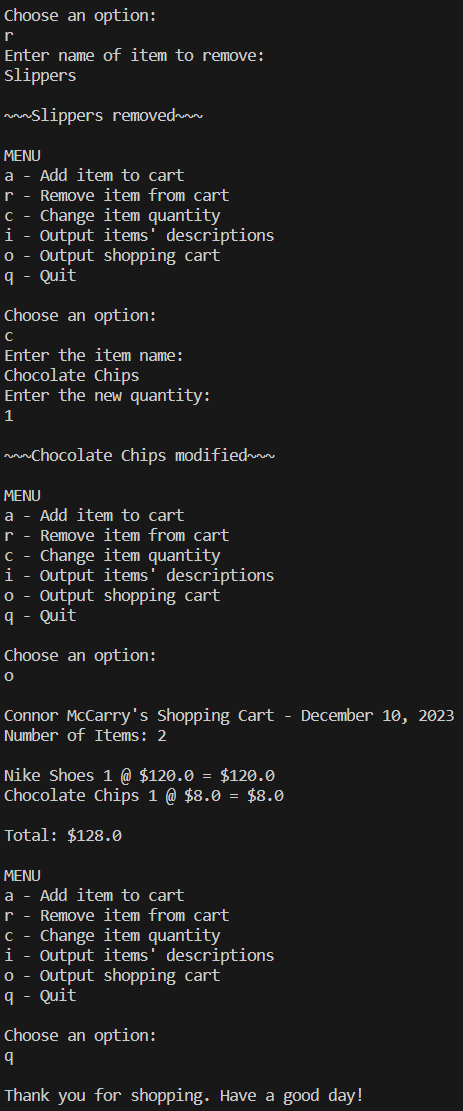 Choose an option:
r
Enter name of item to remove:
Slippers
~~~Slippers removed~~~
MENU
a - Add item to cart
r - Remove item from cart
c - Change item quantity
i - Output items' descriptions
o - Output shopping cart
q - Quit
Choose an option:
c
Enter the item name:
Chocolate Chips
Enter the new quantity:
1
~~~Chocolate Chips modified~~~
MENU
a - Add item to cart
r - Remove item from cart
c - Change item quantity
i - Output items' descriptions
o - Output shopping cart
q - Quit
Choose an option:
o
Connor McCarry's Shopping Cart - December 10, 2023
Number of Items: 2
Nike Shoes 1 @ $120.0 = $120.0
Chocolate Chips 1 @ $8.0 = $8.0
Total: $128.0
MENU
a - Add item to cart
r - Remove item from cart
c - Change item quantity
i - Output items' descriptions
o - Output shopping cart
q - Quit
Choose an option:
q
Thank you for shopping. Have a good day!